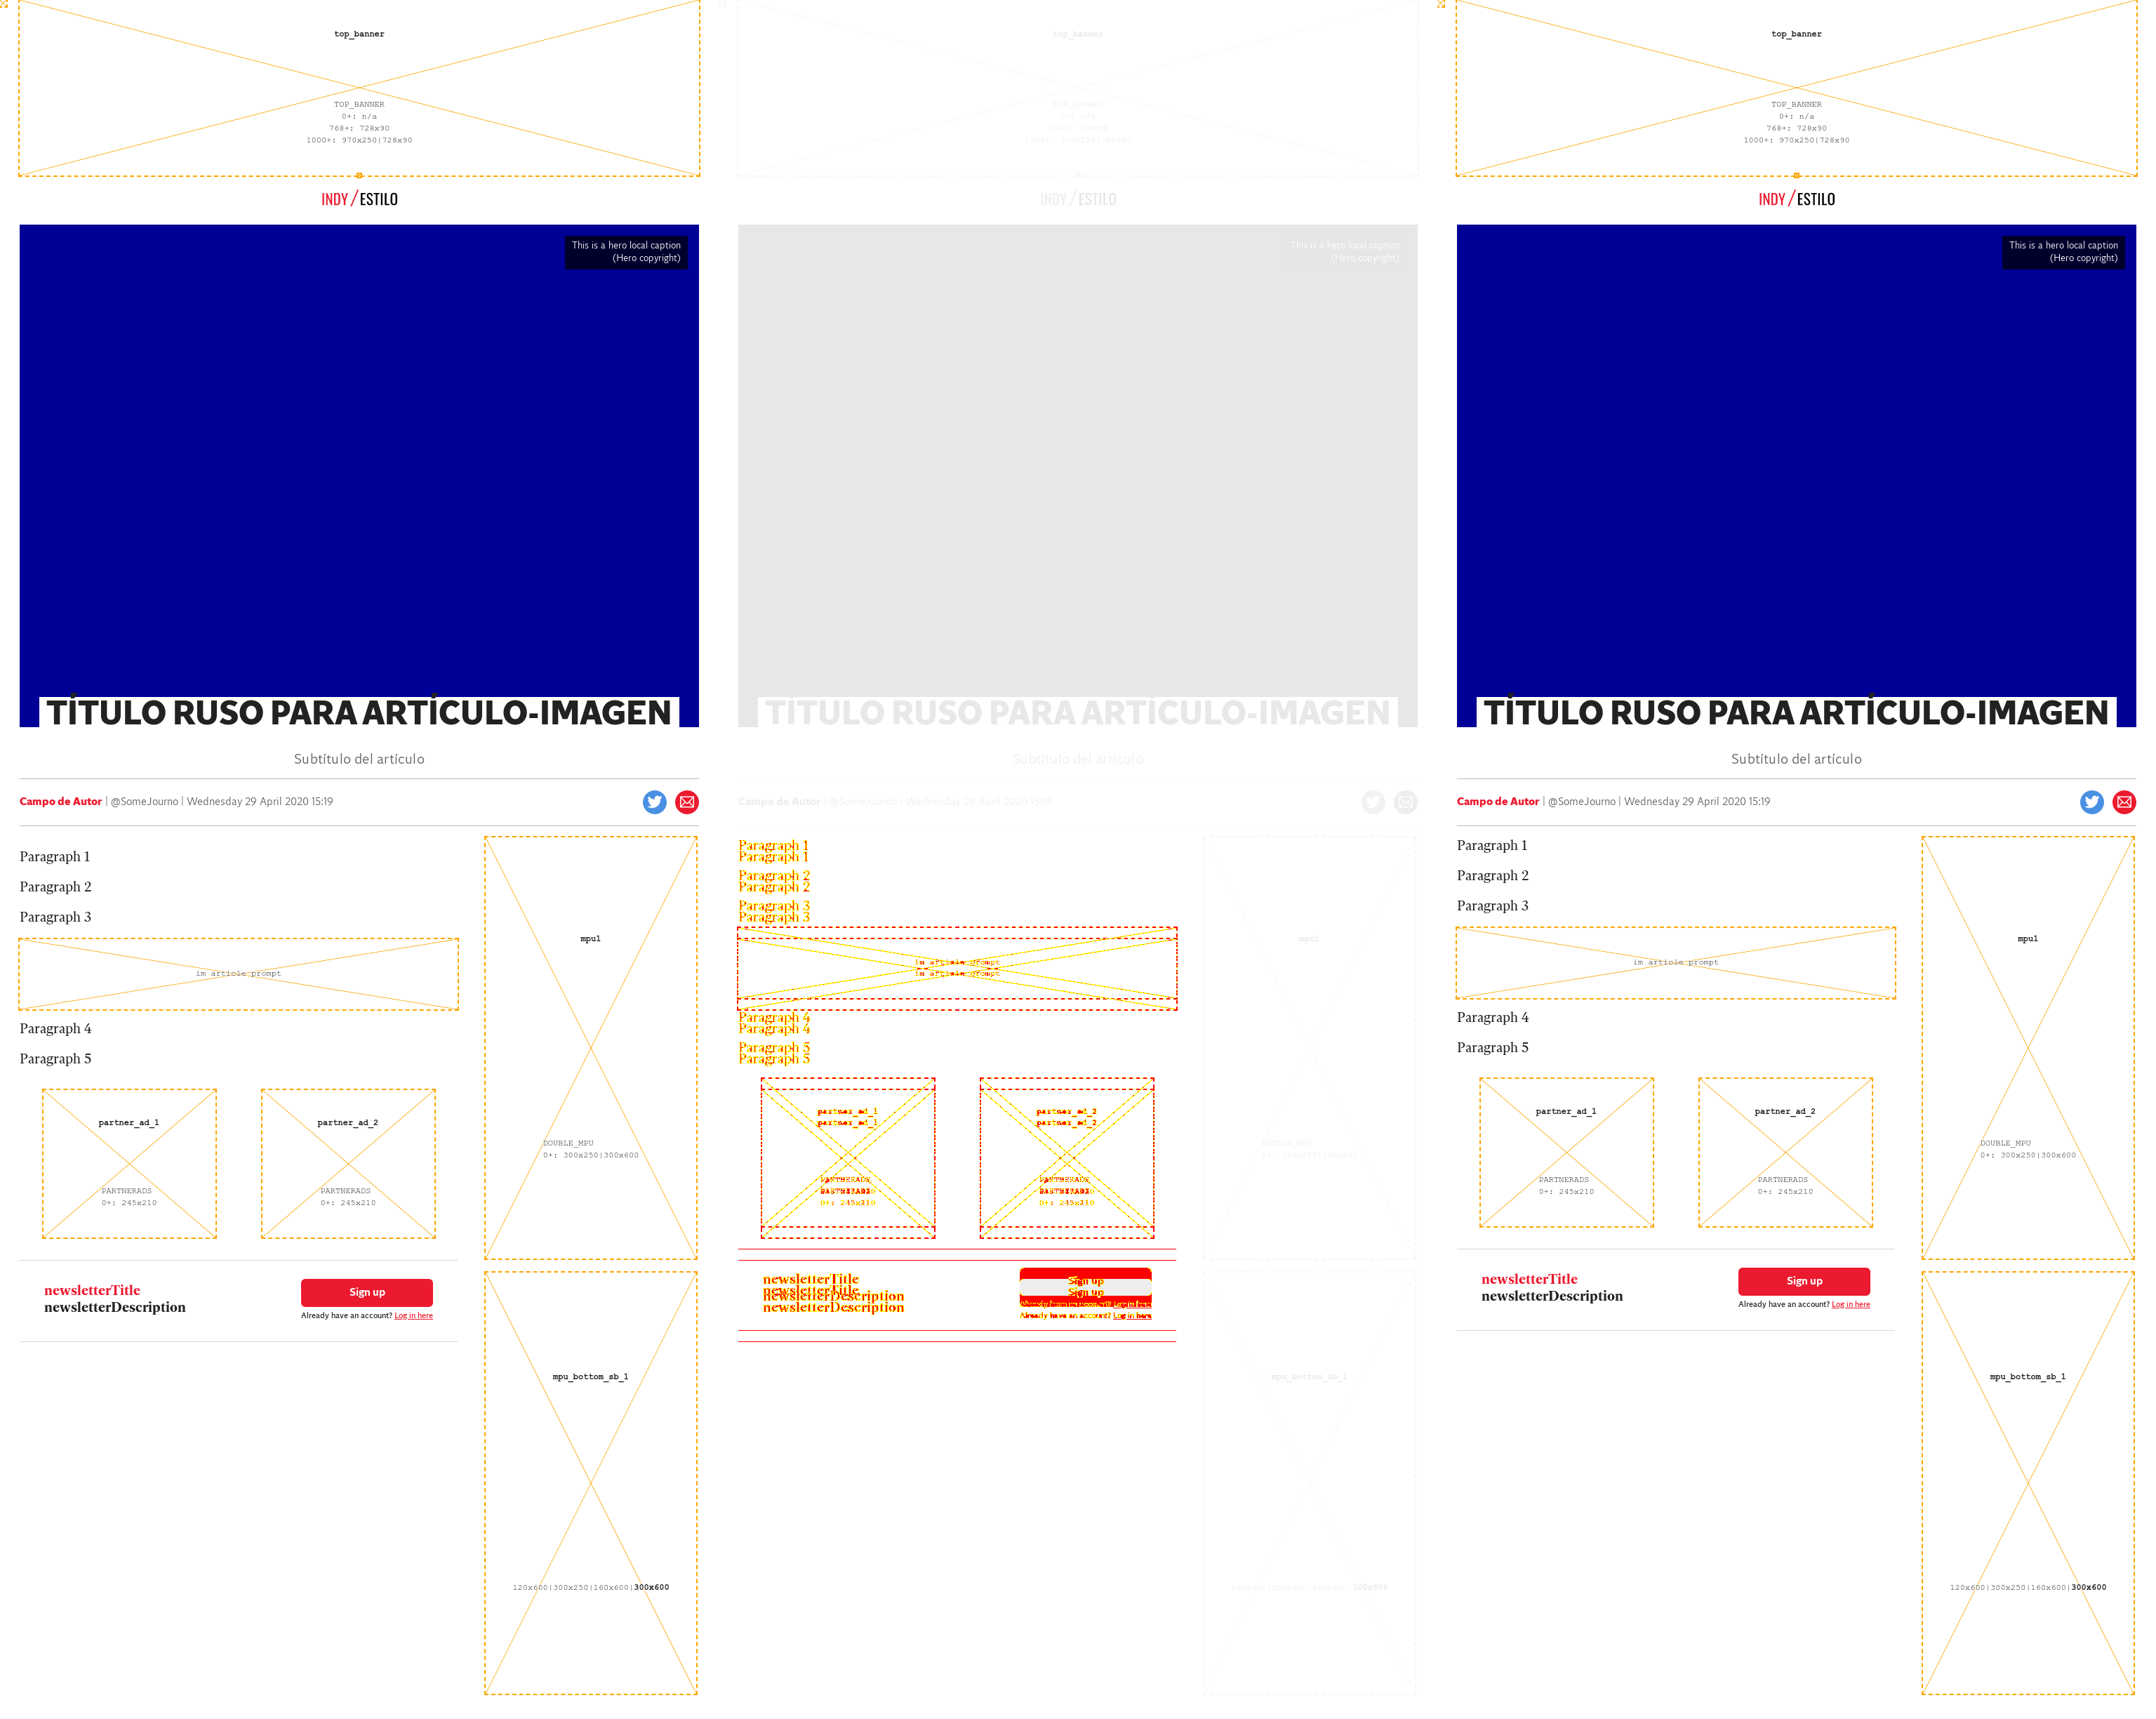 top_banner
TOP_BANNER
0+: n/a
768+: 728x90
1000+: 970x250|728x90
INDY/ESTILO
This is a hero local caption
(Hero copyright)
TÍTULO RUSO PARA ARTÍCULO-IMAGEN
Subtítulo del artículo
Campo de Autor | @SomeJourno | Wednesday 29 April 2020 15:19
Paragraph 1
Paragraph 2
Paragraph 3
im article prompt
Paragraph 4
Paragraph 5
partner_ad_1
PARTNERADS
0+: 245x210
partner_ad_2
PARTNERADS
0+: 245x210
newsletterTitle
newsletterDescription
Sign up
Already have an account? Log in here
mpu1
DOUBLE_MPU
0+: 300x250|300x600
mpu_bottom_sb_1
120x600|300x250|160x600|300x600
top_banner
TOP_BANNER
0+: n/a
768+: 728x90
1000+: 970x250|728x90
INDY/ESTILO
This is a hero local caption
(Hero copyright)
TÍTULO RUSO PARA ARTÍCULO-IMAGEN
Subtítulo del artículo
Campo de Autor | @SomeJourno | Wednesday 29 April 2020 15:19
Paragraph 1
Paragraph 1
Paragraph 2
Paragraph 2
Paragraph 3
Paragraph 3
im article prompt
im article prompt
Paragraph 4
Paragraph 4
Paragraph 5
Paragraph 5
partner_ad_1
partner_ad_1
PARTNERADS
0+: 245x210
partner_ad_2
partner_ad_2
PARTNERADS
0+: 245x210
newsletterTitle
newsletterTitle
newsletterDescription
newsletterDescription
Sign up
Sign up
Already have an account? Log in here
Already have an account? Log in here
mpu1
DOUBLE_MPU
0+: 300x250|300x600
mpu_bottom_sb_1
120x600|300x250|160x600|300x600
top_banner
TOP_BANNER
0+: n/a
768+: 728x90
1000+: 970x250|728x90
INDY/ESTILO
This is a hero local caption
(Hero copyright)
TÍTULO RUSO PARA ARTÍCULO-IMAGEN
Subtítulo del artículo
Campo de Autor | @SomeJourno | Wednesday 29 April 2020 15:19
Paragraph 1
Paragraph 2
Paragraph 3
im article prompt
Paragraph 4
Paragraph 5
partner_ad_1
PARTNERADS
0+: 245x210
partner_ad_2
PARTNERADS
0+: 245x210
newsletterTitle
newsletterDescription
Sign up
Already have an account? Log in here
mpu1
DOUBLE_MPU
0+: 300x250|300x600
mpu_bottom_sb_1
120x600|300x250|160x600|300x600